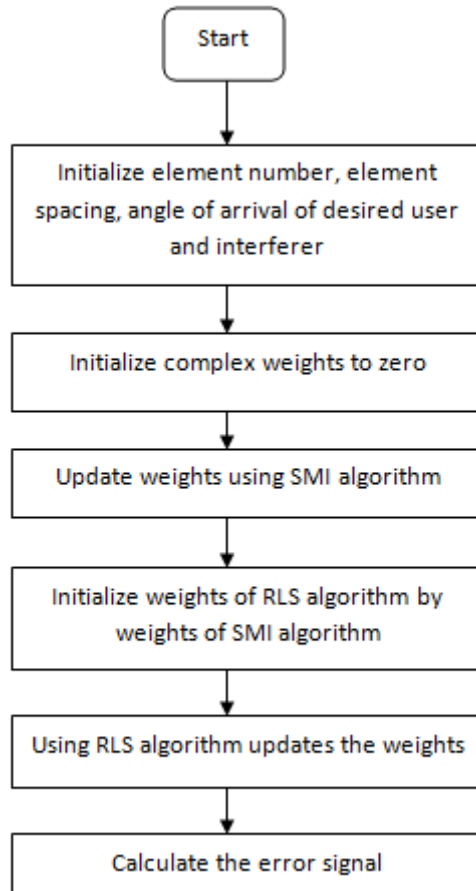 Start
Initialize element number, element
spacing, angle of arrival of desired user
and interferer
Initialize complex weights to zero
Update weights using SMI algorithm
Initialize weights of RLS algorithm by
weights of SMI algorithm
Using RLS algorithm updates the weights
Calculate the error signal